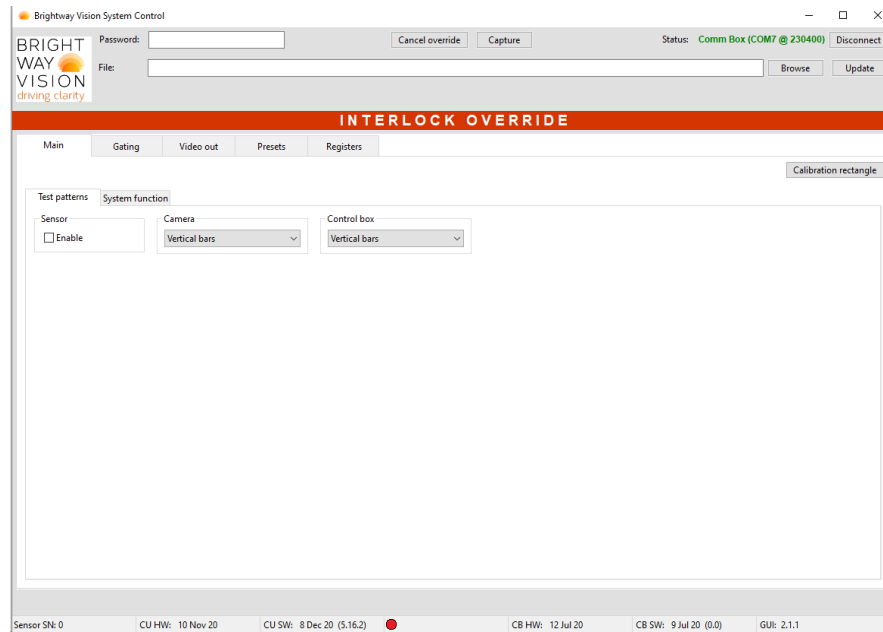 Brightway Vision System Control
BRIGHT
WAY
VISION
driving clarity
Password:
Cancel override
Capture
Status: Comm Box (COM7 @ 230400)
Disconnect
File:
Browse
Update
INTERLOCK OVERRIDE
Main
Gating
Video out
Presets
Registers
Calibration rectangle
Test patterns
System function
Sensor
Enable
Camera
Vertical bars
Control box
Vertical bars
Sensor SN: 0
CU HW: 10 Nov 20
CU SW: 8 Dec 20 (5.16.2)
CB HW: 12 Jul 20
CB SW: 9 Jul 20 (0.0)
GUI: 2.1.1